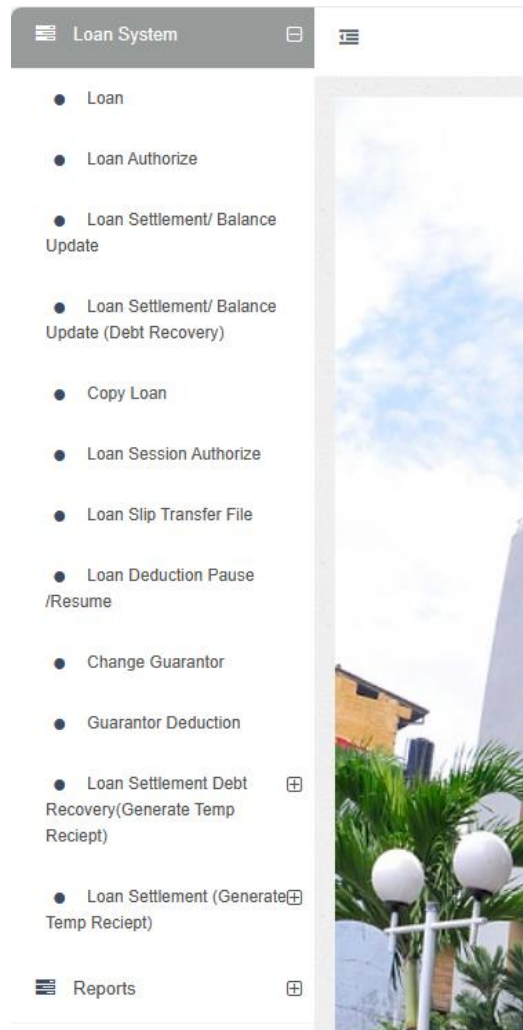 Loan System
Loan
Loan Authorize
Loan Settlement/ Balance
Update
Loan Settlement/ Balance
Update (Debt Recovery)
Copy Loan
Loan Session Authorize
Loan Slip Transfer File
Loan Deduction Pause
/Resume
Change Guarantor
Guarantor Deduction
Loan Settlement Debt
Recovery(Generate Temp
Reciept)
Loan Settlement (Generate
Temp Reciept)
Reports